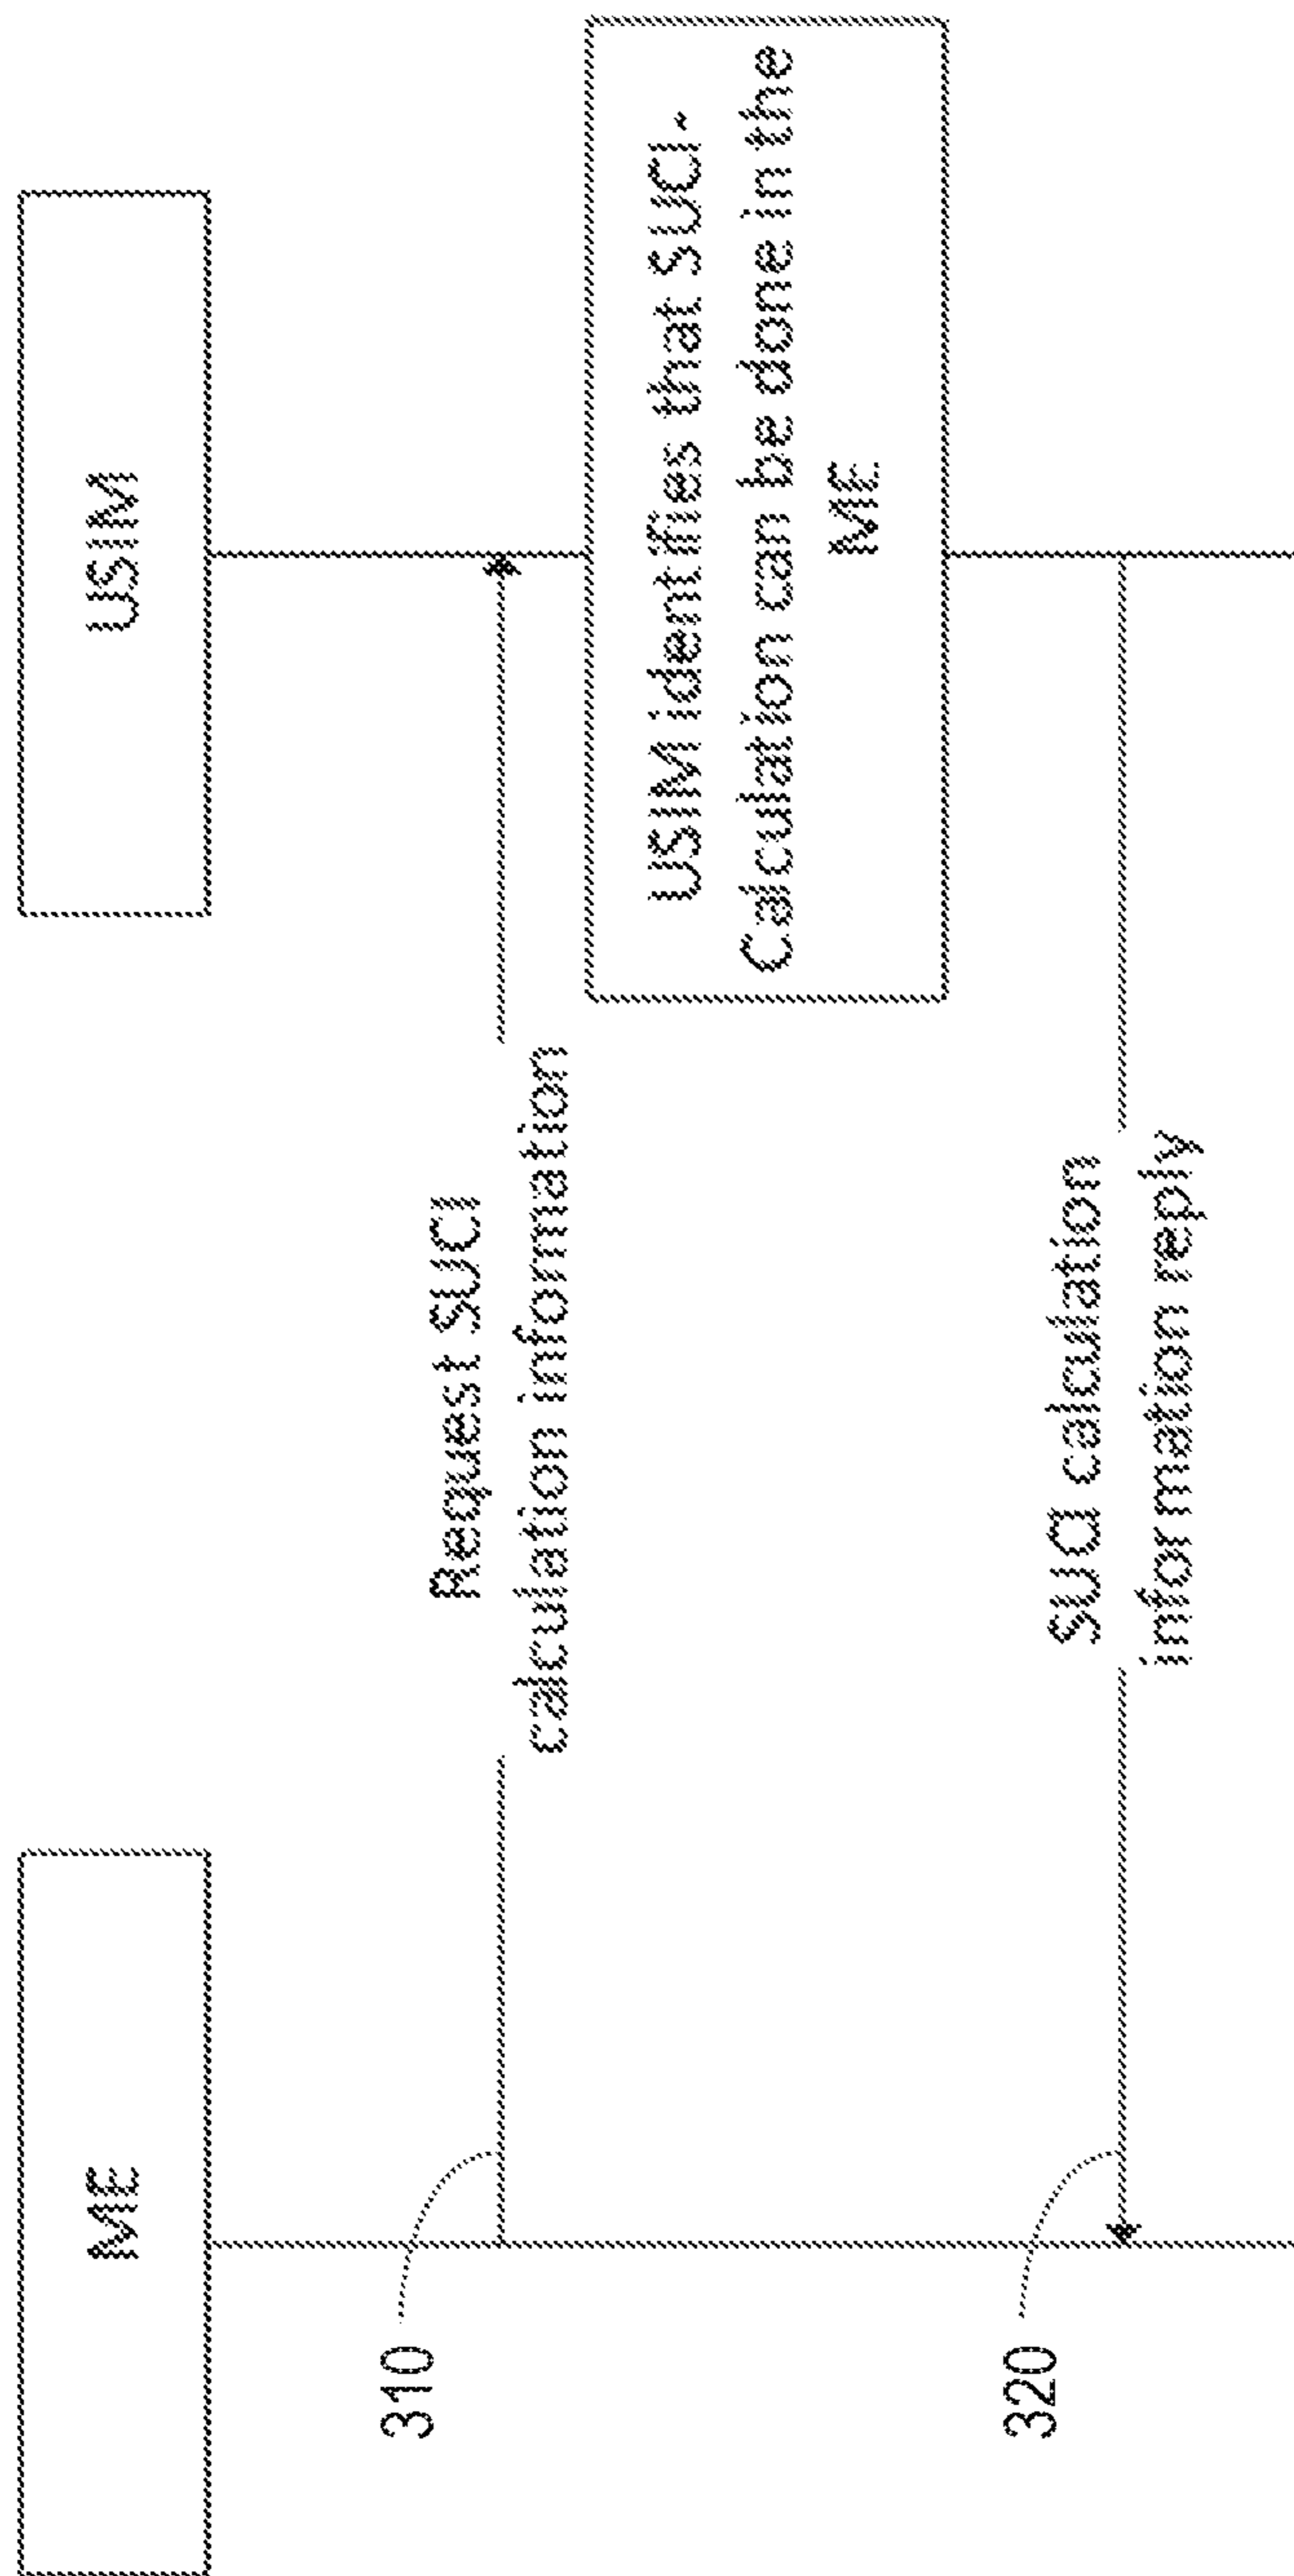 ME
USIM
310
Request SUCI
calculation information
USIM identifies that SUCI-
Calculation can be done in the
ME
320
SUCI calculation
information reply